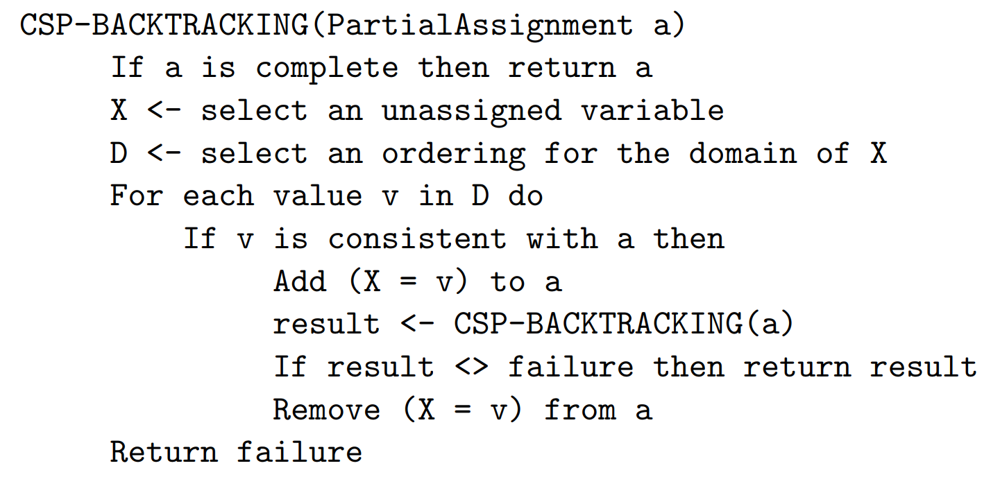 CSP-BACKTRACKING(PartialAssignment a)
If a is complete then return a
X <- select an unassigned variable
D <- select an ordering for the domain of X
For each value v in D do
If v is consistent with a then
Add (X = v) to a
result <- CSP-BACKTRACKING(a)
If result <> failure then return result
Remove (X = v) from a
Return failure